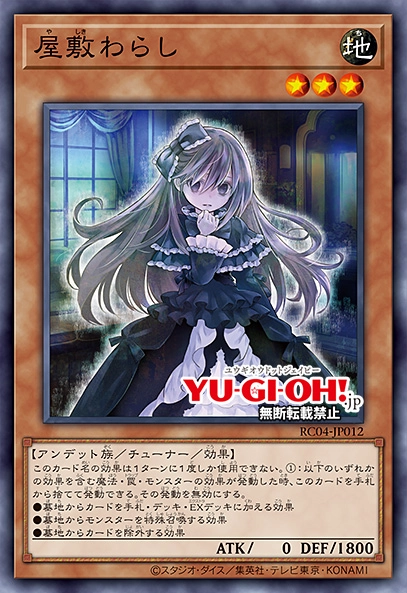 屋敷わらし
地
ユウギオウドットジェイピー
YU-GI-OH!.jp
無断転載禁止
RC04-JP012
【アンデット族／チューナー／効果】
このカード名の効果は1ターンに1度しか使用できない。①：以下のいずれか
の効果を含む魔法・罠・モンスターの効果が発動した時、このカードを手札
から捨て発動できる。その発動を無効にする。
●墓地からカードを手札・デッキ・EXデッキに加える効果
●墓地からモンスターを特殊召喚する効果
●墓地からカードを除外する効果
ATK/ 0 DEF/1800
©スタジオ・ダイス／集英社・テレビ東京・KONAMI